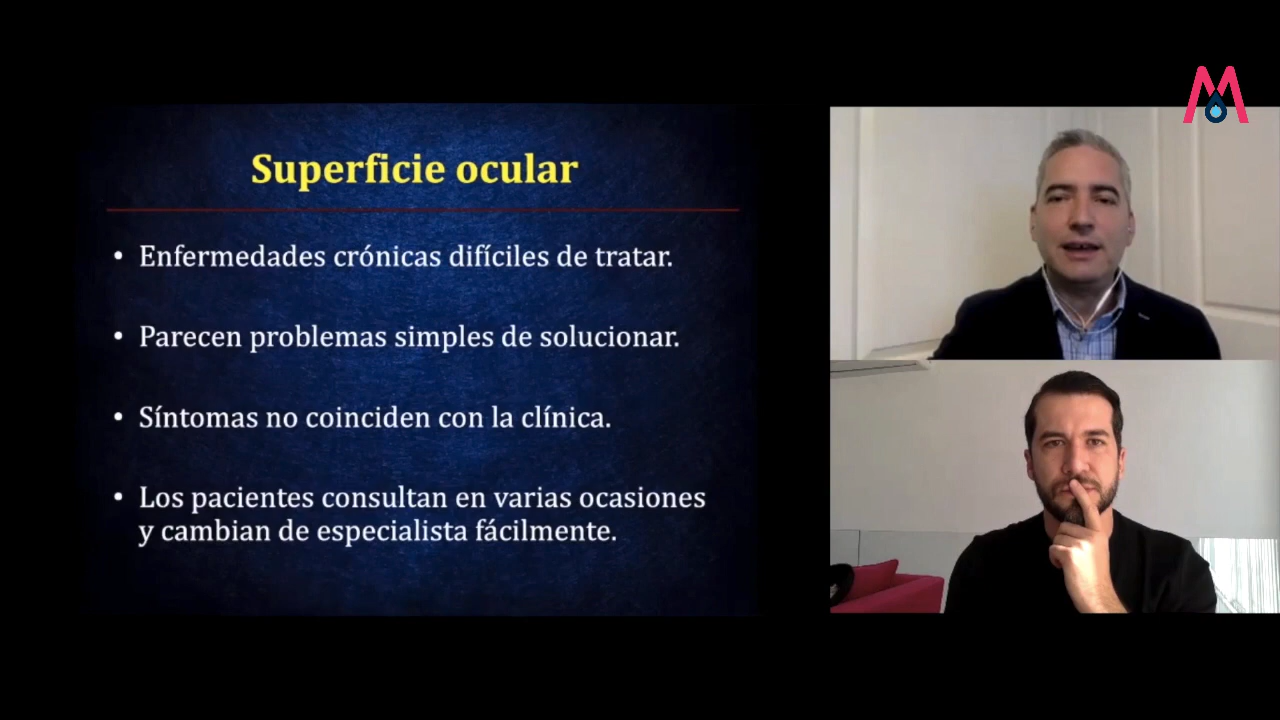 Superficie ocular
• Enfermedades crónicas difíciles de tratar.
• Parecen problemas simples de solucionar.
• Síntomas no coinciden con la clínica.
• Los pacientes consultan en varias ocasiones
y cambian de especialista fácilmente.
M